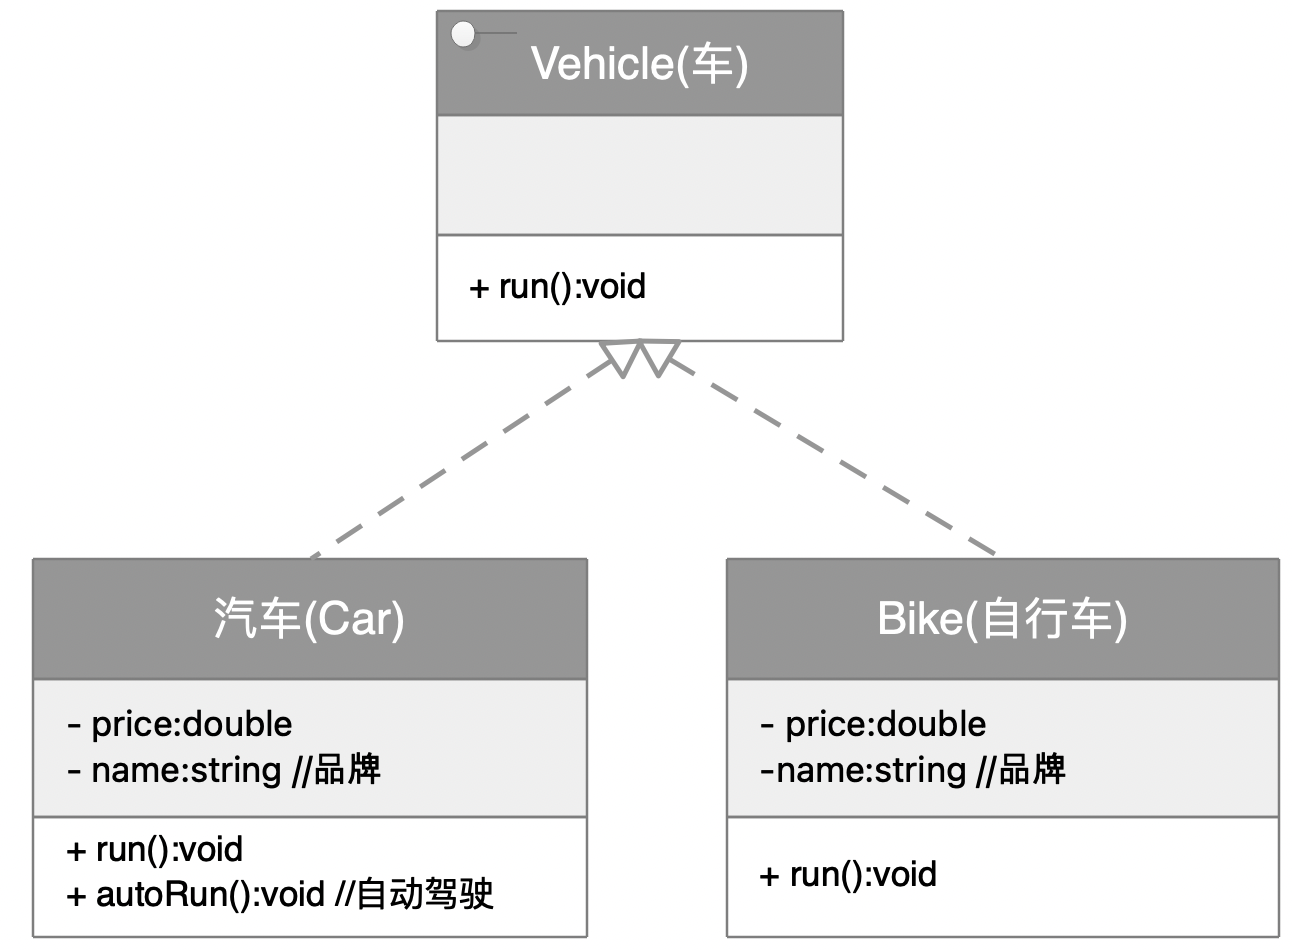 Vehicle(车)
+ run():void
汽车(Car)
- price:double
- name:string //品牌
+ run():void
+ autoRun():void //自动驾驶
Bike(自行车)
- price:double
-name:string //品牌
+ run():void